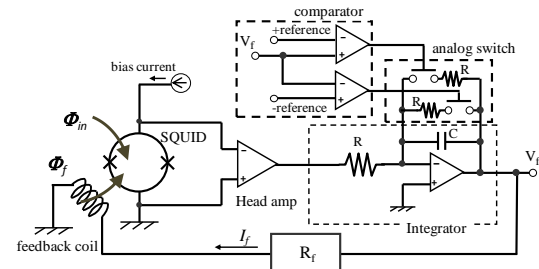 comparator
+reference
V_f
-reference
analog switch
R
R
bias current
Φ_in
SQUID
Φ_f
Head amp
R
C
V_f
Integrator
feedback coil
I_f
R_f